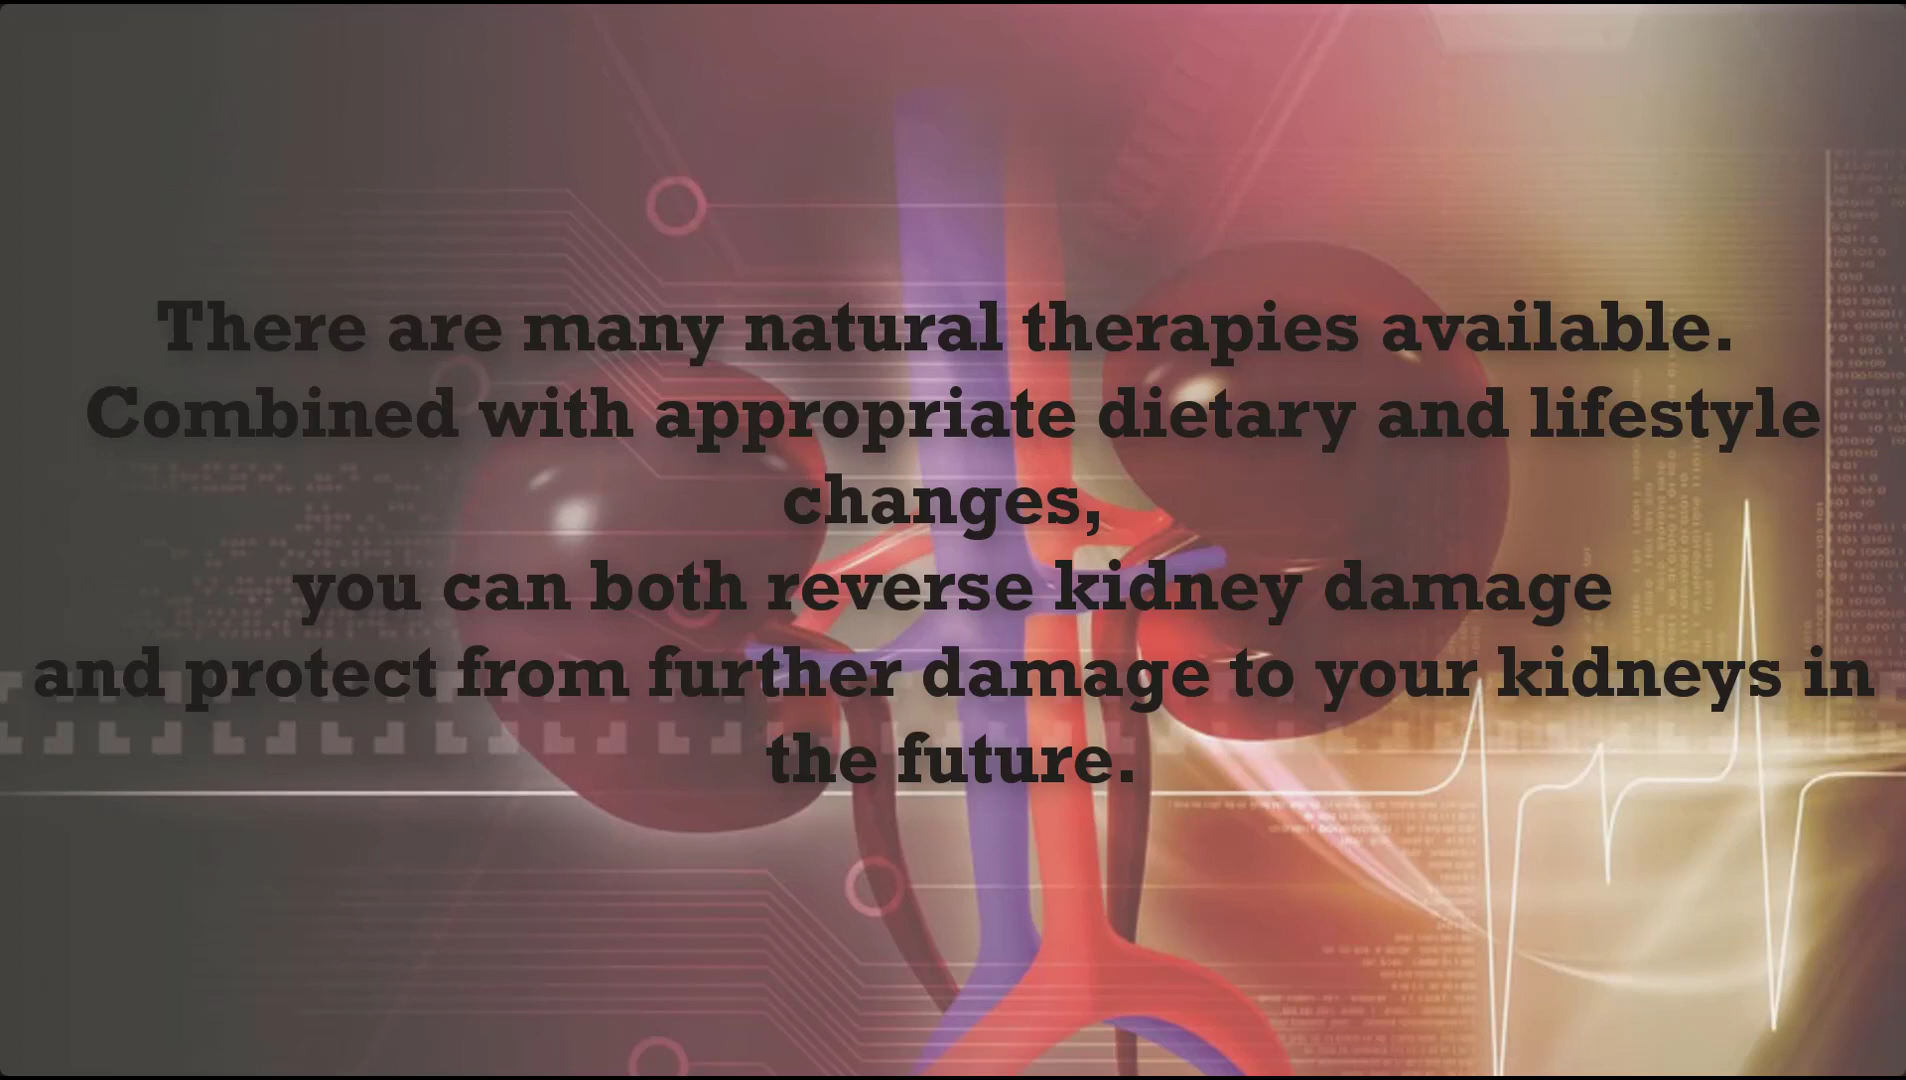 There are many natural therapies available.
Combined with appropriate dietary and lifestyle
changes,
you can both reverse kidney damage
and protect from further damage to your kidneys in
the future.